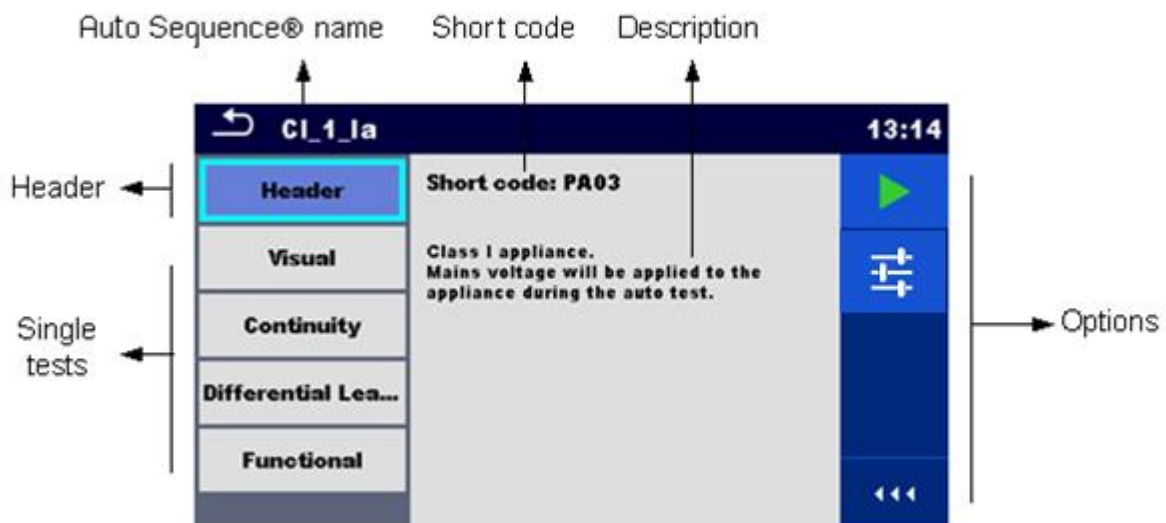 Auto Sequence® name Short code Description
Cl_1_Ia 13:14
Header
Header
Short code: PA03
Visual
Class I appliance.
Mains voltage will be applied to the
appliance during the auto test.
Continuity
Single
tests
Options
Differential Lea...
Functional